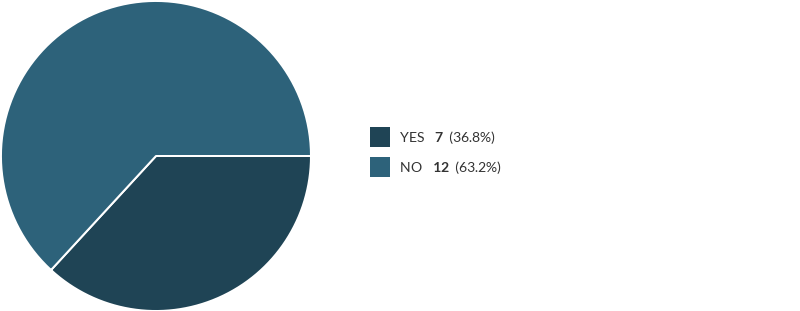 YES 7 (36.8%)
NO 12 (63.2%)